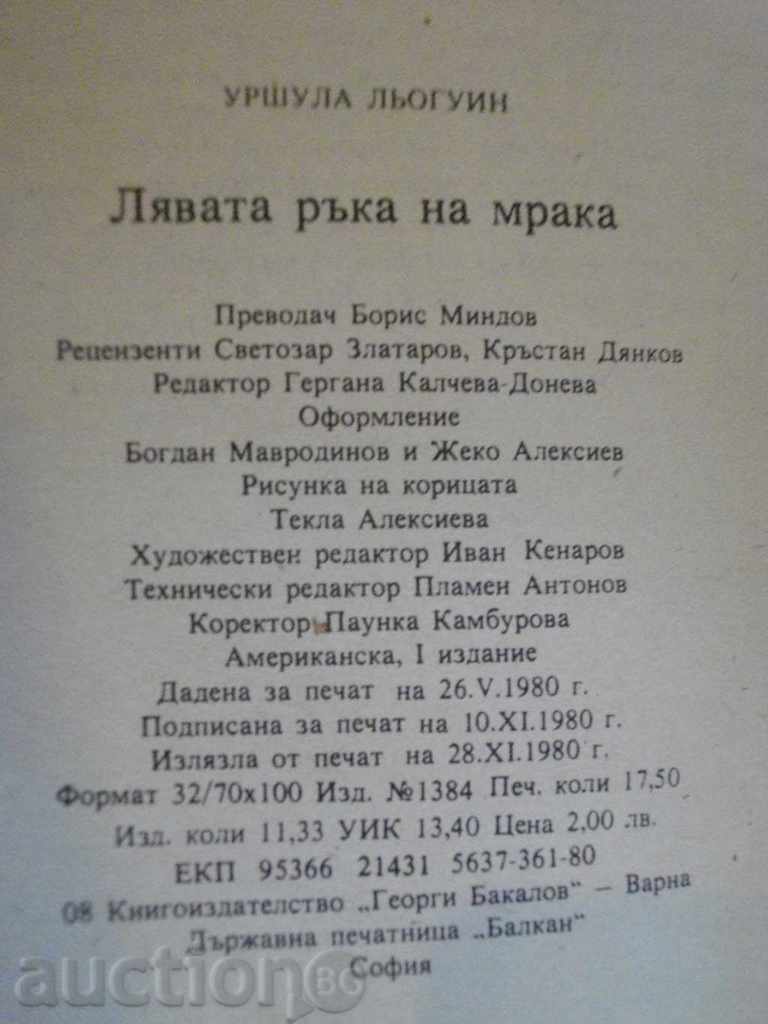 УРШУЛА ЛЬОГУИН
Лявата ръка на мрака
Преводач Борис Миндов
Рецензенти Светозар Златаров, Кръстан Дянков
Редактор Гергана Калчева-Донева
Оформление
Богдан Мавродинов и Жеко Алексиев
Рисунка на корицата
Текла Алексиева
Художествен редактор Иван Кенаров
Технически редактор Пламен Антонов
Коректор Паунка Камбурова
Американска, I издание
Дадена за печат на 26.V.1980 г.
Подписана за печат на 10.XI.1980 г.
Излязла от печат на 28.XI.1980 г.
Формат 32/70x100 Изд. №1384 Печ. коли 17,50
Изд. коли 11,33 УИК 13,40 Цена 2,00 лв.
ЕКП 95366 21431 5637-361-80
08 Книгоиздателство „Георги Бакалов“ – Варна
Държавна печатница „Балкан“
София
auction BG